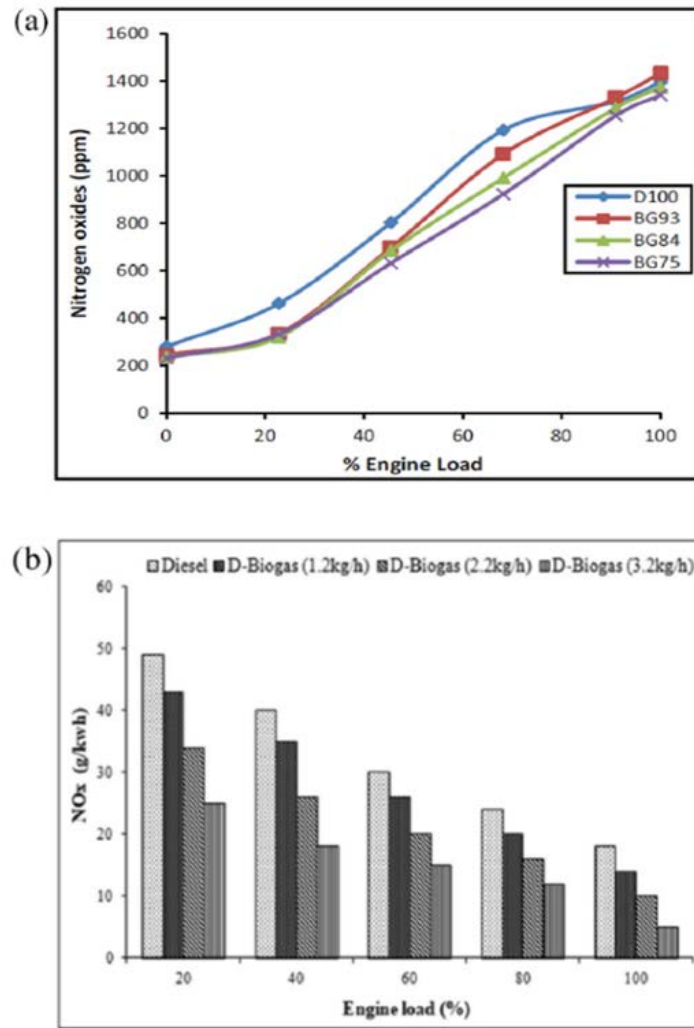 (a)
1600
1400
1200
1000
800
600
400
200
0
Nitrogen oxides (ppm)
D100
BG93
BG84
BG75
0 20 40 60 80 100
% Engine Load
(b)
Diesel D-Biogas (1.2kg/h) D-Biogas (2.2kg/h) D-Biogas (3.2kg/h)
60
50
40
30
20
10
0
NOx (g/kwh)
20 40 60 80 100
Engine load (%)